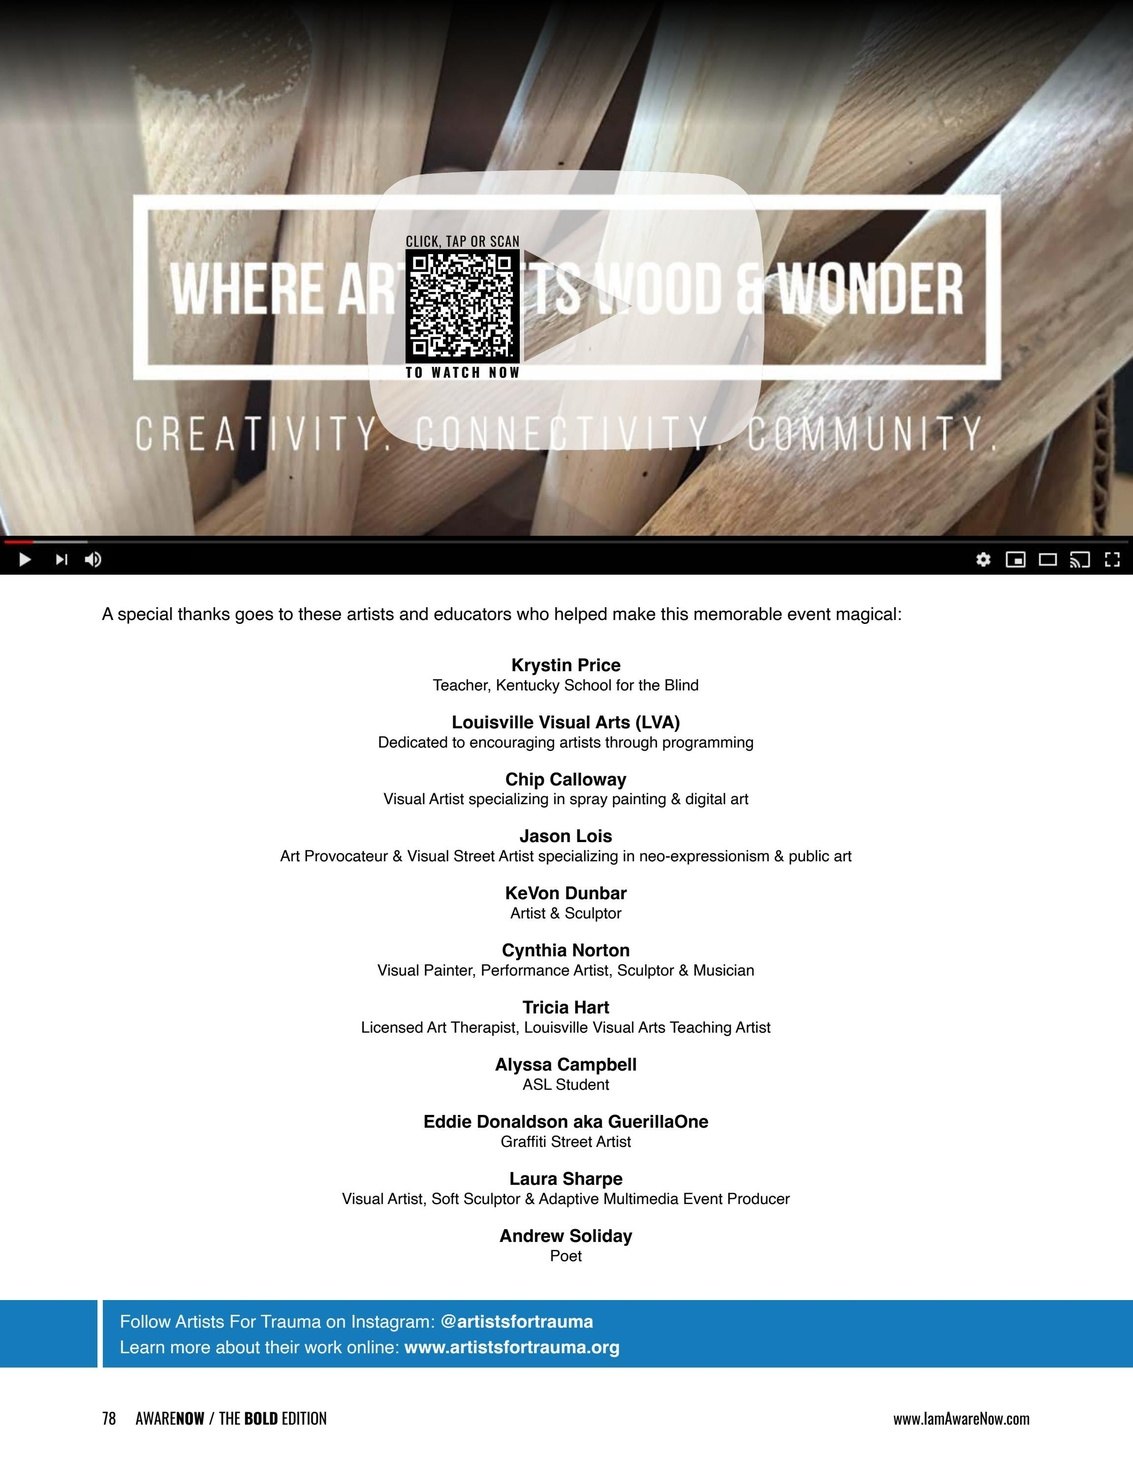 CLICK, TAP OR SCAN
WHERE AR TS WOOD & WONDER
TO WATCH NOW
CREATIVITY. CONNECTIVITY. COMMUNITY.
A special thanks goes to these artists and educators who helped make this memorable event magical:
Krystin Price
Teacher, Kentucky School for the Blind
Louisville Visual Arts (LVA)
Dedicated to encouraging artists through programming
Chip Calloway
Visual Artist specializing in spray painting & digital art
Jason Lois
Art Provocateur & Visual Street Artist specializing in neo-expressionism & public art
KeVon Dunbar
Artist & Sculptor
Cynthia Norton
Visual Painter, Performance Artist, Sculptor & Musician
Tricia Hart
Licensed Art Therapist, Louisville Visual Arts Teaching Artist
Alyssa Campbell
ASL Student
Eddie Donaldson aka GuerillaOne
Graffiti Street Artist
Laura Sharpe
Visual Artist, Soft Sculptor & Adaptive Multimedia Event Producer
Andrew Soliday
Poet
Follow Artists For Trauma on Instagram: @artistsfortrauma
Learn more about their work online: www.artistsfortrauma.org
78 AWARENOW / THE BOLD EDITION
www.IamAwareNow.com